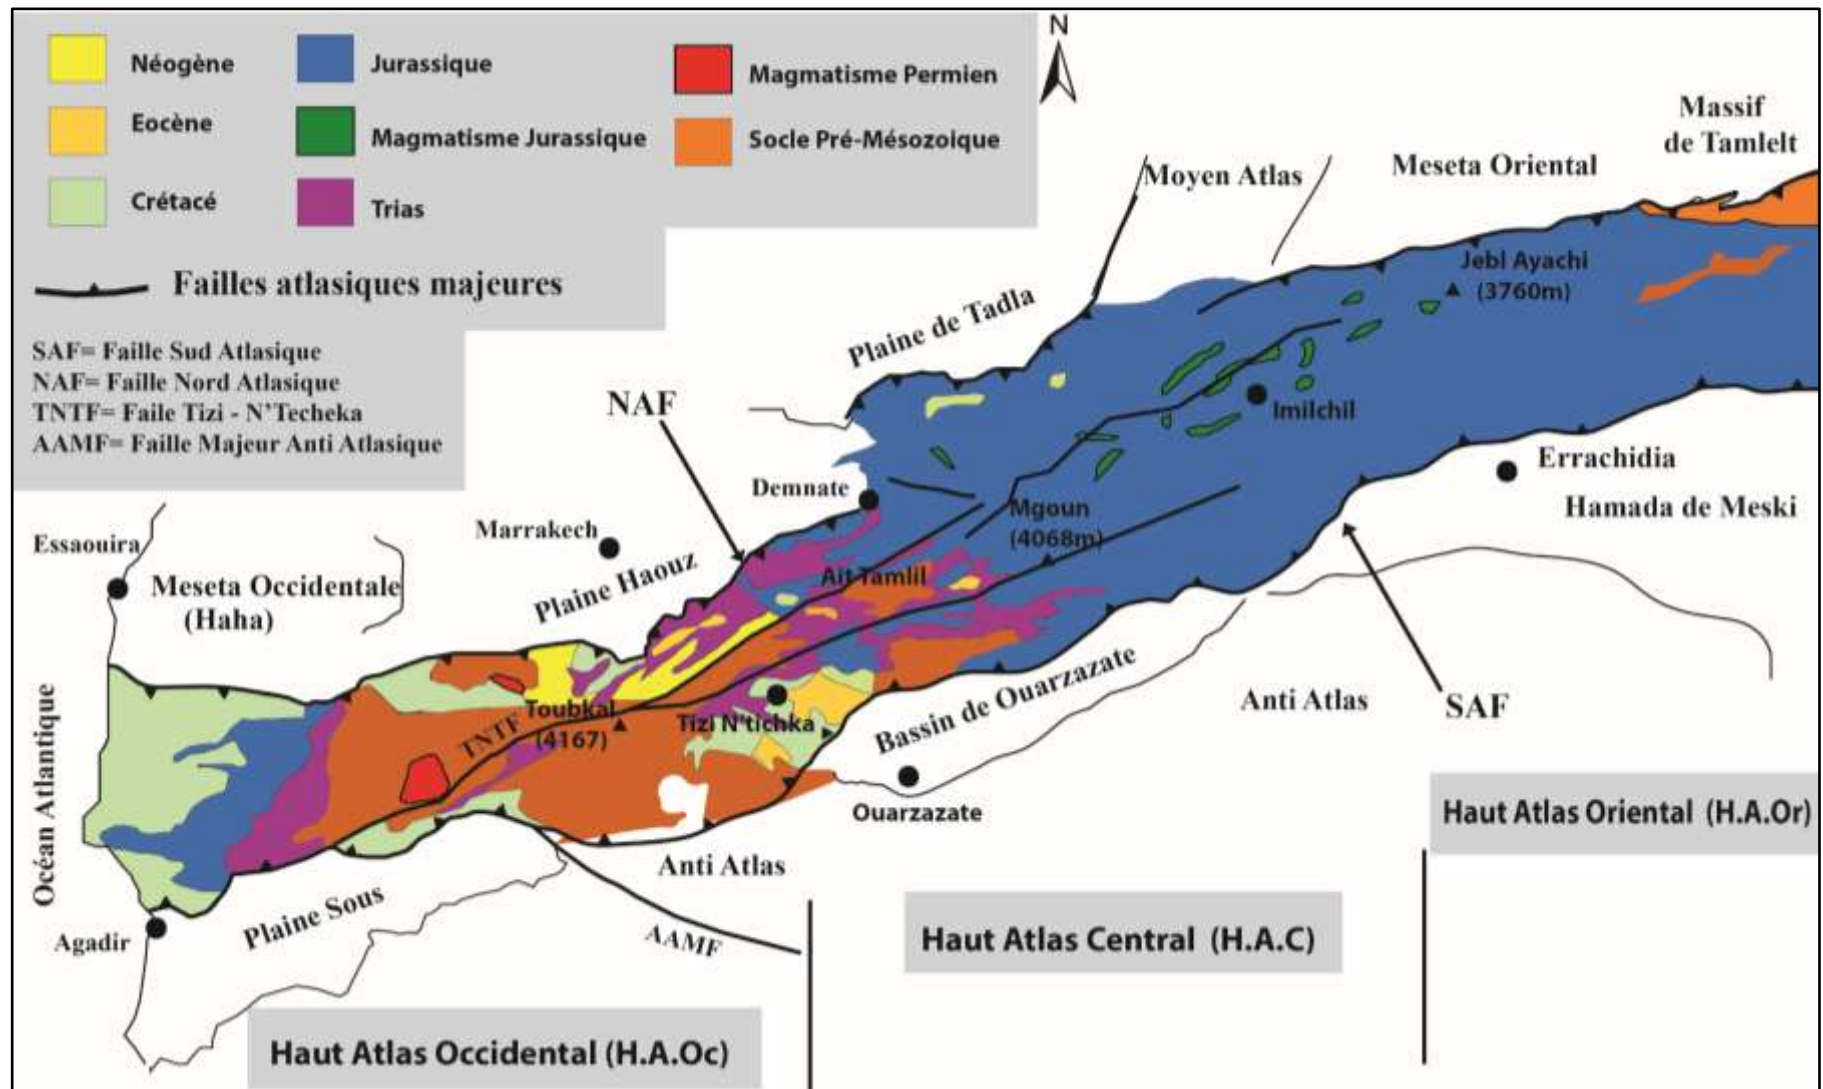 Néogène
Eocène
Crétacé
Jurassique
Magmatisme Jurassique
Trias
Magmatisme Permien
Socle Pré-Mésozoique
Failles atlasiques majeures
SAF= Faille Sud Atlasique
NAF= Faille Nord Atlasique
TNTF= Faile Tizi - N'Techeka
AAMF= Faille Majeur Anti Atlasique
N
Massif
de Tamlelt
Moyen Atlas
Meseta Oriental
Jebl Ayachi
(3760m)
Plaine de Tadla
NAF
Imilchil
Errachidia
Hamada de Meski
Demnate
Mgoun
(4068m)
Marrakech
Essaouira
Meseta Occidentale
(Haha)
Plaine Haouz
Ait Tamlil
Océan Atlantique
TNTF
Toubkal
(4167)
Tizi N'tichka
Bassin de Ouarzazate
Anti Atlas
SAF
Ouarzazate
Anti Atlas
Plaine Sous
Agadir
AAMF
Haut Atlas Oriental (H.A.Or)
Haut Atlas Central (H.A.C)
Haut Atlas Occidental (H.A.Oc)